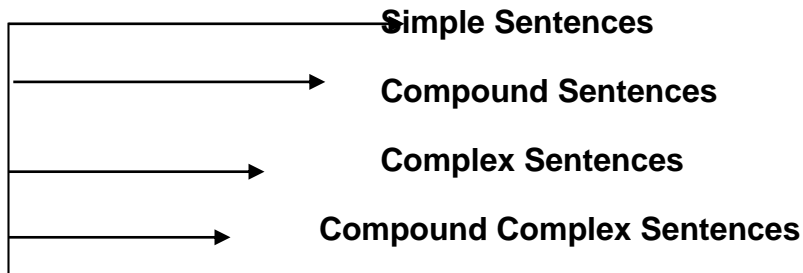 Simple Sentences
Compound Sentences
Complex Sentences
Compound Complex Sentences